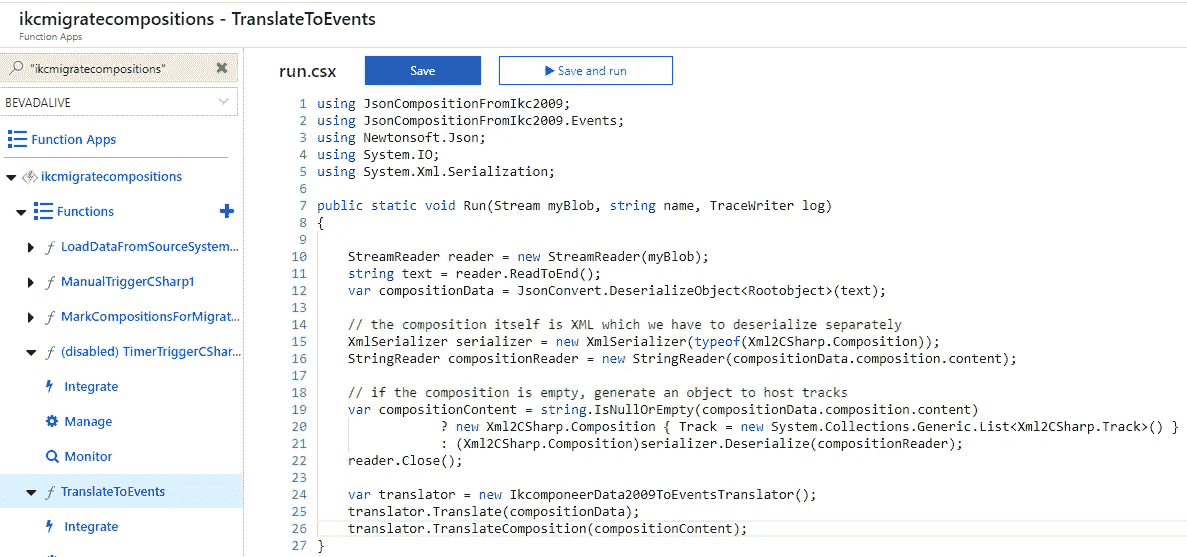 ikcmigratecompositions - TranslateToEvents
Function Apps
"ikcmigratecompositions"
BEVADALIVE
Function Apps
ikcmigratecompositions
Functions
LoadDataFromSourceSystem...
ManualTriggerCSharp1
MarkCompositionsForMigrat...
(disabled) TimerTriggerCShar...
Integrate
Manage
Monitor
TranslateToEvents
Integrate
run.csx
Save
Save and run
1 using JsonCompositionFromIkc2009;
2 using JsonCompositionFromIkc2009.Events;
3 using Newtonsoft.Json;
4 using System.IO;
5 using System.Xml.Serialization;
6
7 public static void Run(Stream myBlob, string name, TraceWriter log)
8 {
9
10 StreamReader reader = new StreamReader(myBlob);
11 string text = reader.ReadToEnd();
12 var compositionData = JsonConvert.DeserializeObject<Rootobject>(text);
13
14 // the composition itself is XML which we have to deserialize separately
15 XmlSerializer serializer = new XmlSerializer(typeof(Xml2CSharp.Composition));
16 StringReader compositionReader = new StringReader(compositionData.composition.content);
17
18 // if the composition is empty, generate an object to host tracks
19 var compositionContent = string.IsNullOrEmpty(compositionData.composition.content)
20 ? new Xml2CSharp.Composition { Track = new System.Collections.Generic.List<Xml2CSharp.Track>() }
21 : (Xml2CSharp.Composition)serializer.Deserialize(compositionReader);
22 reader.Close();
23
24 var translator = new IkcomponeerData2009ToEventsTranslator();
25 translator.Translate(compositionData);
26 translator.TranslateComposition(compositionContent);
27 }